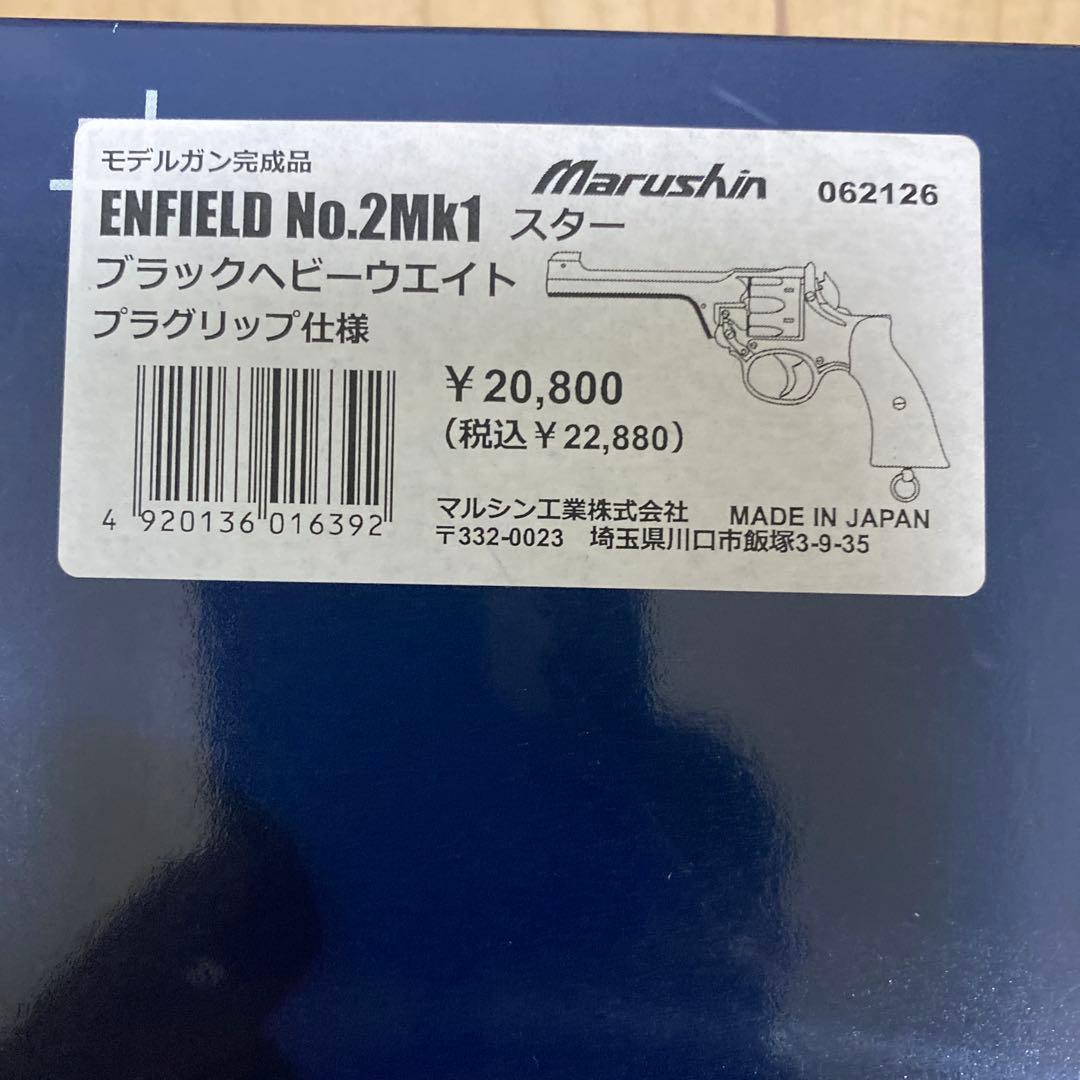 モデルガン完成品
Marushin 062126
ENFIELD No.2Mk1 スター
ブラックヘビーウエイト
プラグリップ仕様
￥20,800
（税込￥22,880）
4 920136 016392
マルシン工業株式会社 MADE IN JAPAN
〒332-0023 埼玉県川口市飯塚3-9-35